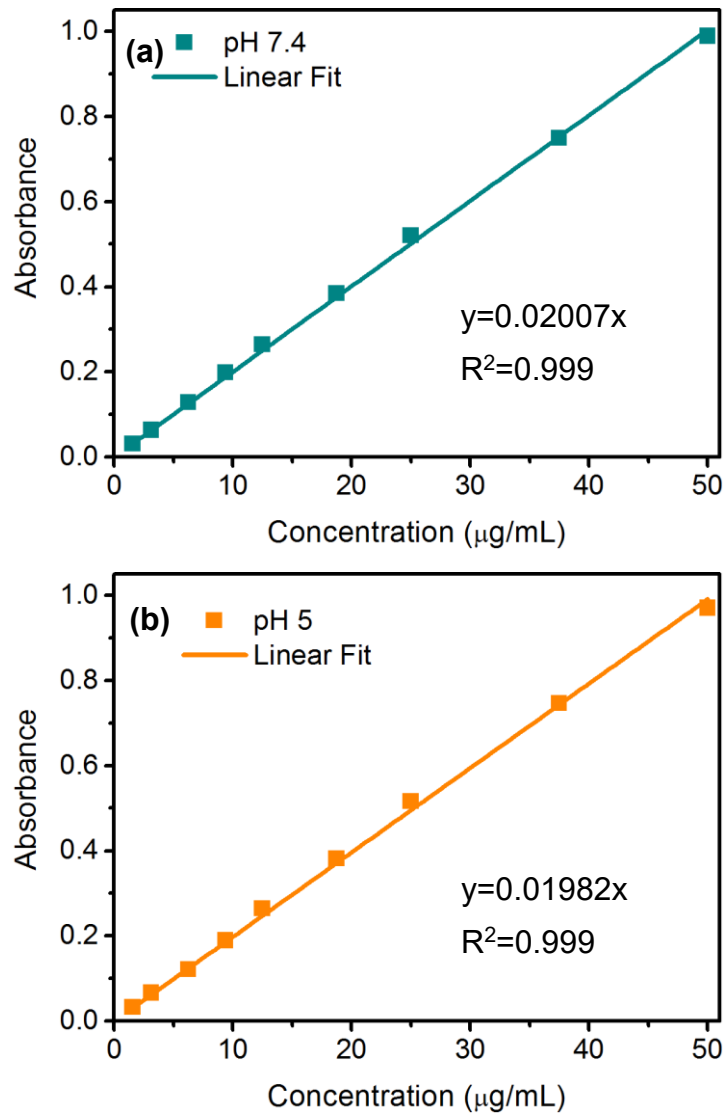 (a)
pH 7.4
Linear Fit
1.0
0.8
0.6
0.4
0.2
0.0
Absorbance
y=0.02007x
R²=0.999
0 10 20 30 40 50
Concentration (μg/mL)
(b)
pH 5
Linear Fit
1.0
0.8
0.6
0.4
0.2
0.0
Absorbance
y=0.01982x
R²=0.999
0 10 20 30 40 50
Concentration (μg/mL)